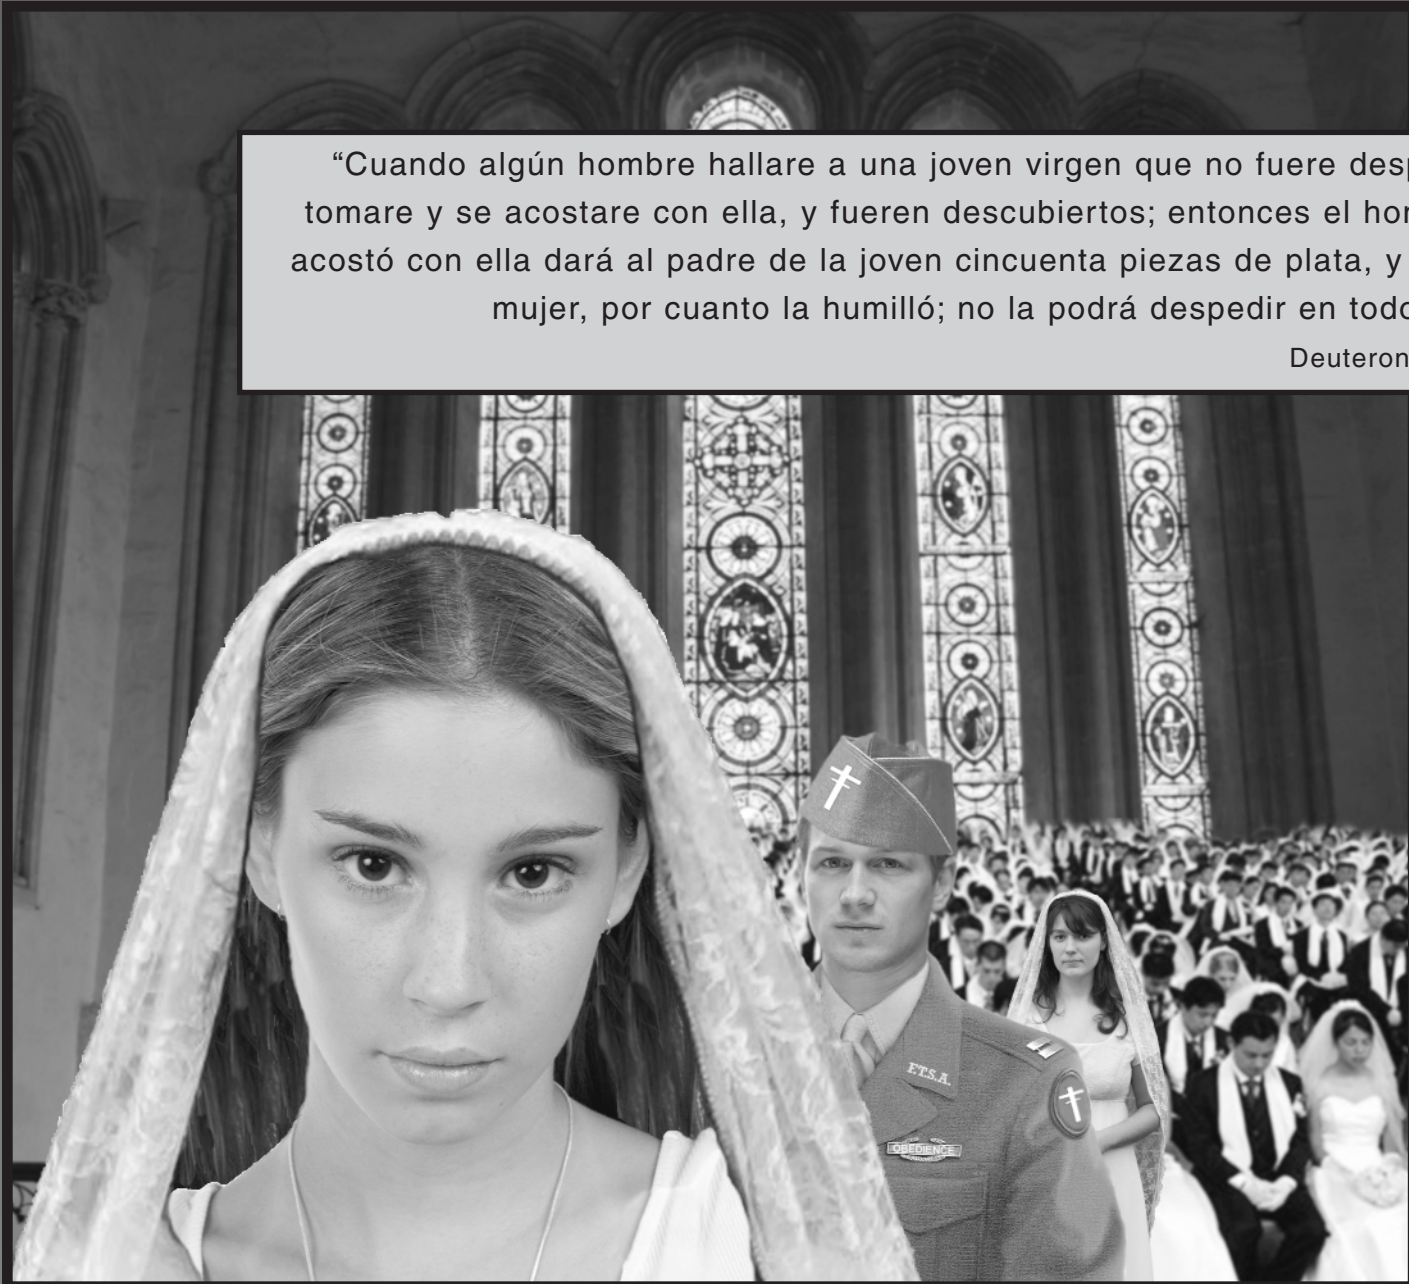 “Cuando algún hombre hallare a una joven virgen que no fuere
tomare y se acostare con ella, y fueren descubiertos; entonces el
acostó con ella dará al padre de la joven cincuenta piezas de plata, y
mujer, por cuanto la humilló; no la podrá despedir en
F.T.S.A.
OBEDIENCE